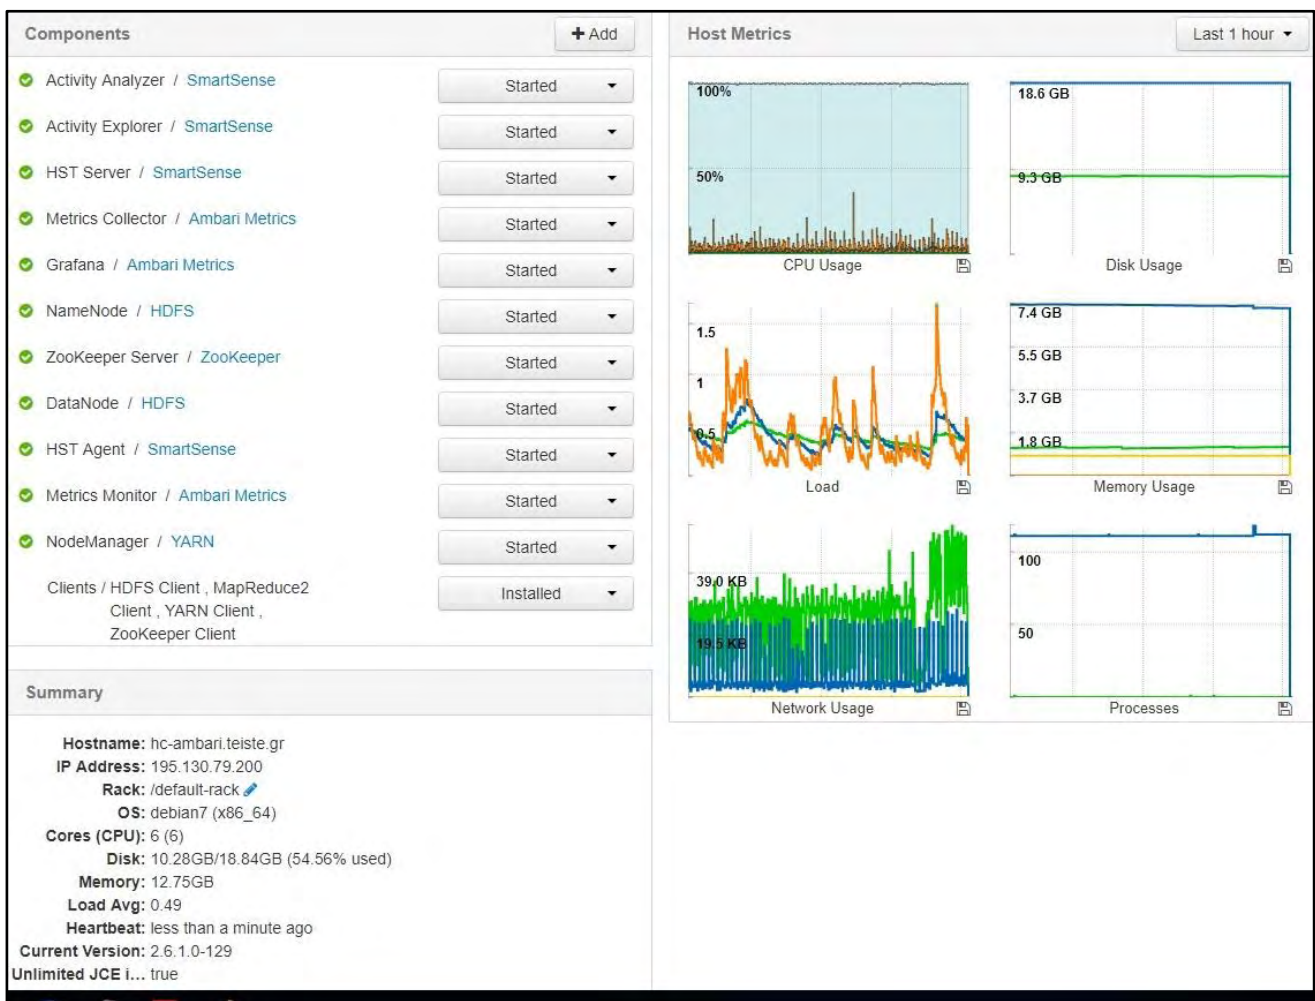 Components
+ Add
Activity Analyzer / SmartSense
Started
Activity Explorer / SmartSense
Started
HST Server / SmartSense
Started
Metrics Collector / Ambari Metrics
Started
Grafana / Ambari Metrics
Started
NameNode / HDFS
Started
ZooKeeper Server / ZooKeeper
Started
DataNode / HDFS
Started
HST Agent / SmartSense
Started
Metrics Monitor / Ambari Metrics
Started
NodeManager / YARN
Started
Clients / HDFS Client , MapReduce2
Client , YARN Client ,
ZooKeeper Client
Installed
Summary
Hostname: hc-ambari.teiste.gr
IP Address: 195.130.79.200
Rack: /default-rack
OS: debian7 (x86_64)
Cores (CPU): 6 (6)
Disk: 10.28GB/18.84GB (54.56% used)
Memory: 12.75GB
Load Avg: 0.49
Heartbeat: less than a minute ago
Current Version: 2.6.1.0-129
Unlimited JCE i... true
Host Metrics
Last 1 hour
100%
50%
CPU Usage
18.6 GB
9.3 GB
Disk Usage
1.5
1
0.5
Load
7.4 GB
5.5 GB
3.7 GB
1.8 GB
Memory Usage
39.0 KB
19.5 KB
Network Usage
100
50
Processes